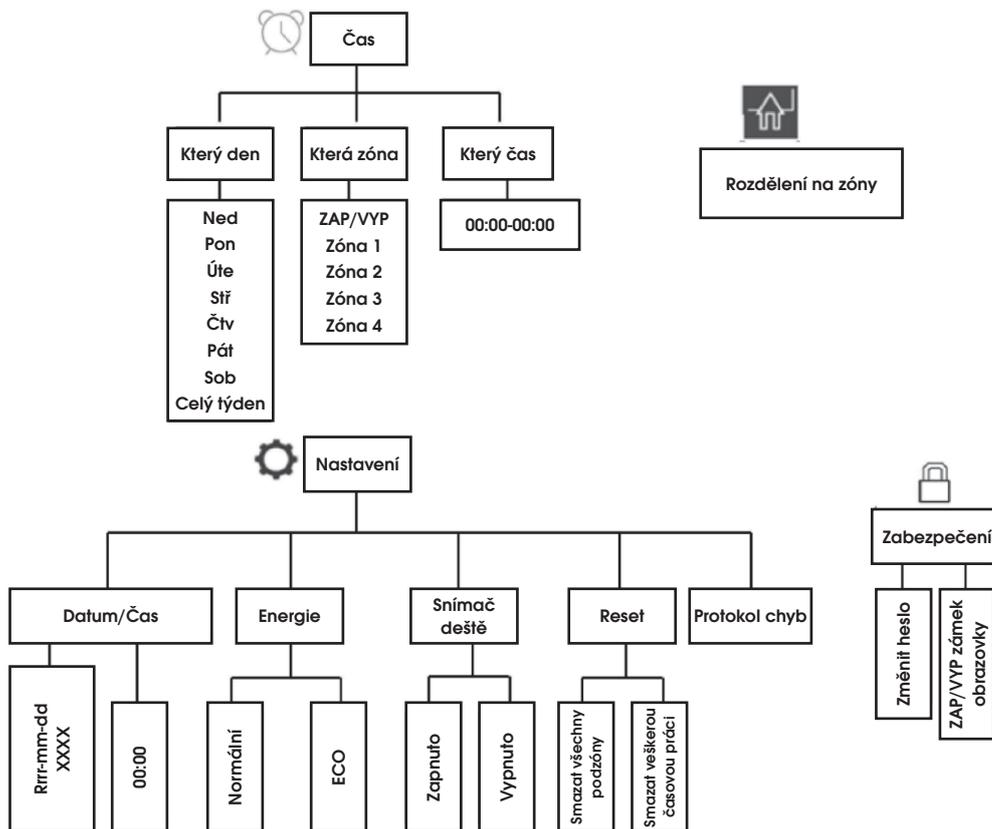 Čas
Který den
Která zóna
Který čas
Rozdělení na zóny
Ned
Pon
Úte
Stř
Čtv
Pát
Sob
Celý týden
ZAP/VYP
Zóna 1
Zóna 2
Zóna 3
Zóna 4
00:00-00:00
Nastavení
Zabezpečení
Změnit heslo
ZAP/VYP zámek
obrazovky
Datum/Čas
Energie
Snímač
deště
Reset
Protokol chyb
Rrrr-mm-dd
XXXX
00:00
Normální
ECO
Zapnuto
Vypnuto
Smazat všechny
podzóny
Smazat veškerou
časovou práci